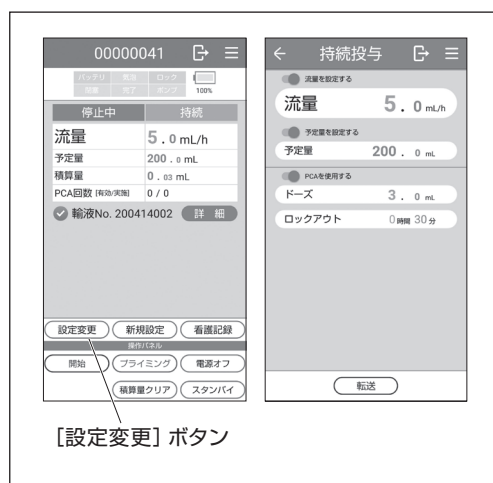 00000041
バッテリ 気泡 ロック
閉塞 完了 ポンプ 100%
停止中 持続
流量 5.0 mL/h
予定量 200.0 mL
積算量 0.03 mL
PCA回数 [有効/実施] 0 / 0
輸液No. 200414002 詳 細
設定変更 新規設定 看護記録
操作パネル
開始 プライミング 電源オフ
積算量クリア スタンバイ
[設定変更] ボタン
持続投与
流量を設定する
流量 5.0 mL/h
予定量を設定する
予定量 200.0 mL
PCAを使用する
ドーズ 3.0 mL
ロックアウト 0時間 30分
転送